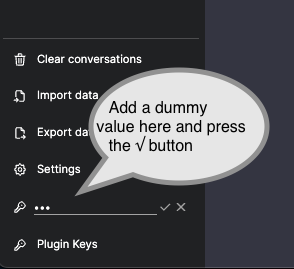 Clear conversations
Import data
Export da
Settings
•••
Plugin Keys
Add a dummy
value here and press
the √ button